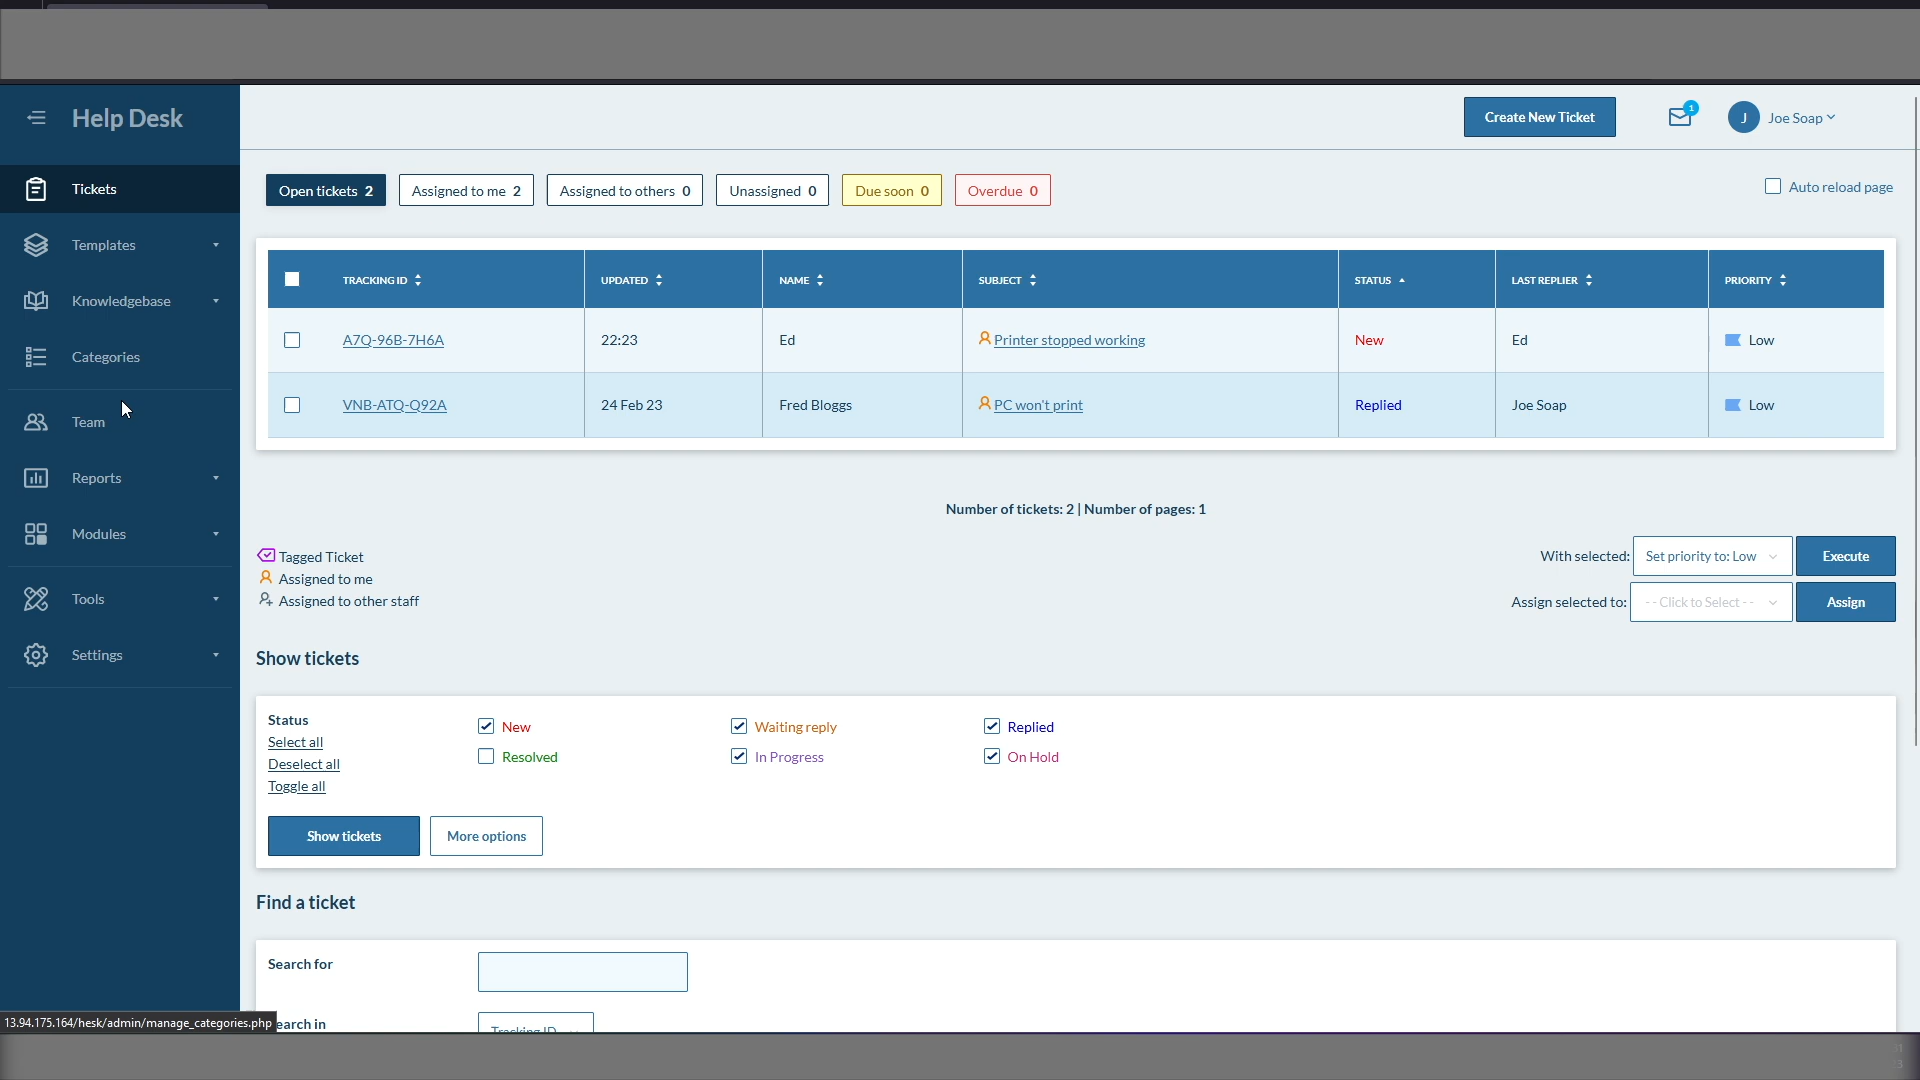 Help Desk
Create New Ticket
1
J
Joe Soap
Tickets
Templates
Knowledgebase
Categories
Team
Reports
Modules
Tools
Settings
Open tickets 2
Assigned to me 2
Assigned to others 0
Unassigned 0
Due soon 0
Overdue 0
Auto reload page
TRACKING ID UPDATED NAME SUBJECT STATUS LAST REPLIER PRIORITY
A7Q-96B-7H6A 22:23 Ed Printer stopped working New Ed Low
VNB-ATQ-Q92A 24 Feb 23 Fred Bloggs PC won't print Replied Joe Soap Low
Number of tickets: 2 | Number of pages: 1
Tagged Ticket
Assigned to me
Assigned to other staff
With selected: Set priority to: Low Execute
Assign selected to: - - Click to Select - - Assign
Show tickets
Status
Select all
Deselect all
Toggle all
New Waiting reply Replied
Resolved In Progress On Hold
Show tickets More options
Find a ticket
Search for
earch in Tracking ID
13.94.175.164/hesk/admin/manage_categories.php